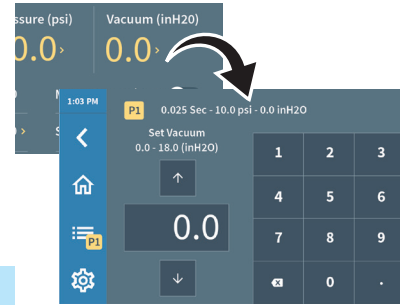 ssure (psi) Vacuum (inH20)
0.0› 0.0›
1:03 PM
P1 0.025 Sec - 10.0 psi - 0.0 inH2O
Set Vacuum
0.0 - 18.0 (inH2O)
1 2 3
4 5 6
0.0
7 8 9
P1
0 .